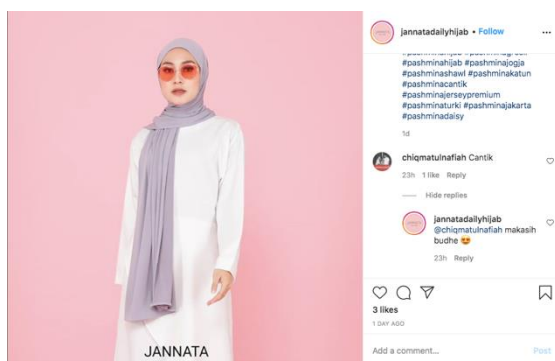 JANNATA
jannatadailyhijab • Follow
#pashminahijab #pashminajogja
#pashminashawl #pashminakatun
#pashminacantik
#pashminajerseypremium
#pashminaturki #pashminajakarta
#pashminadaisy
1d
chiqmatulnafiah Cantik
23h 1 like Reply
Hide replies
jannatadailyhijab
@chiqmatulnafiah makasih
budhe 😍
23h Reply
3 likes
1 DAY AGO
Add a comment...
Post